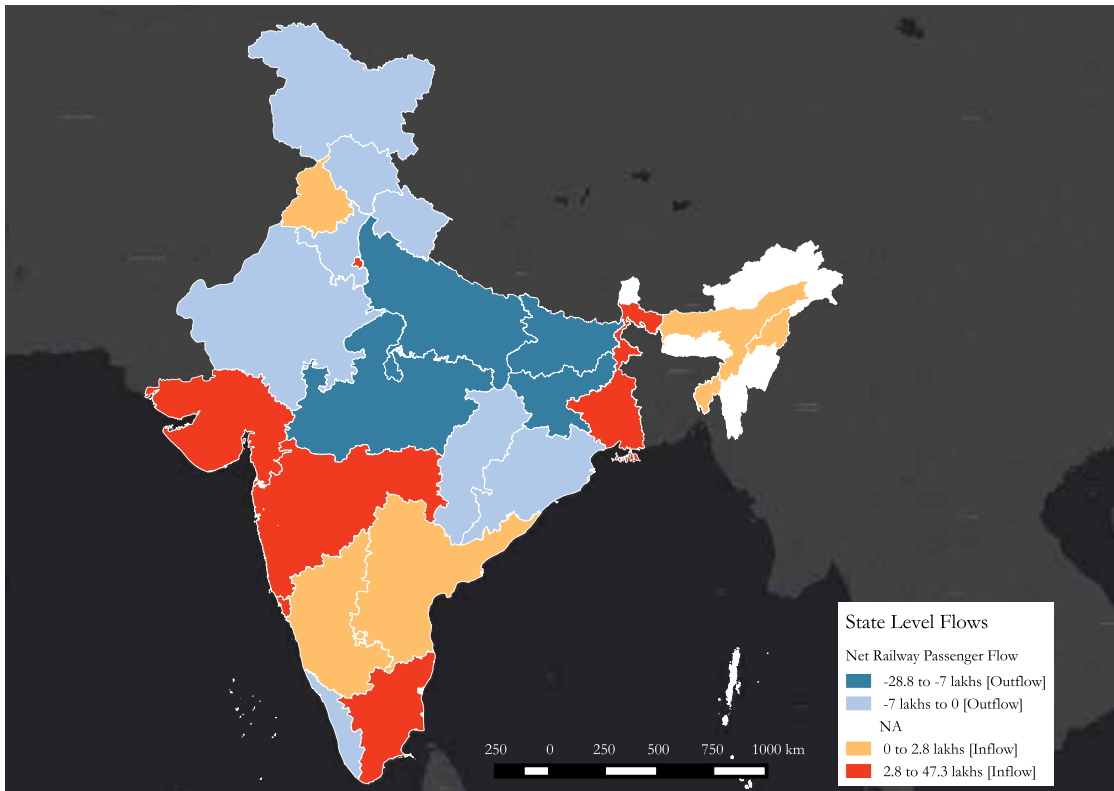 State Level Flows
Net Railway Passenger Flow
-28.8 to -7 lakhs [Outflow]
-7 lakhs to 0 [Outflow]
NA
0 to 2.8 lakhs [Inflow]
2.8 to 47.3 lakhs [Inflow]
250 0 250 500 750 1000 km